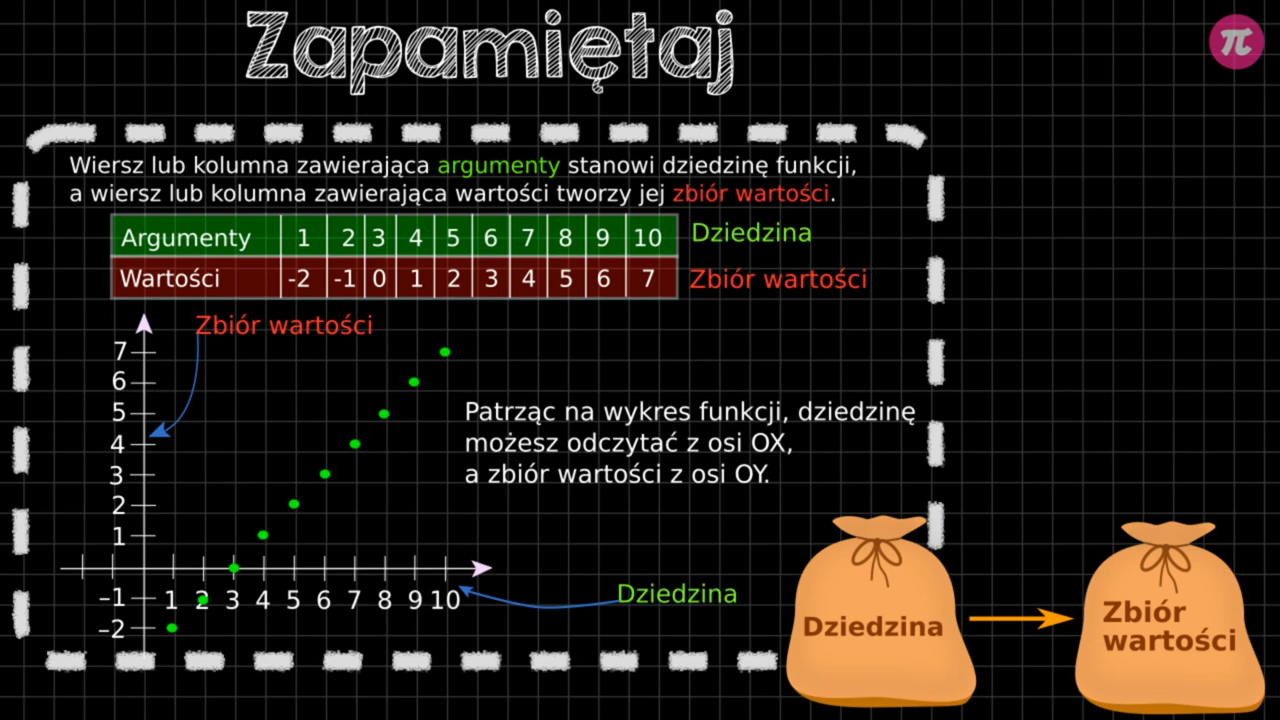 Zapamiętaj
π
Wiersz lub kolumna zawierająca argumenty stanowi dziedzinę funkcji,
a wiersz lub kolumna zawierająca wartości tworzy jej zbiór wartości.
Argumenty 1 2 3 4 5 6 7 8 9 10 Dziedzina
Wartości -2 -1 0 1 2 3 4 5 6 7 Zbiór wartości
Zbiór wartości
7
6
5
4
3
2
1
Patrząc na wykres funkcji, dziedzinę
możesz odczytać z osi OX,
a zbiór wartości z osi OY.
–1 1 2 3 4 5 6 7 8 9 10
–2
Dziedzina
Dziedzina
Zbiór
wartości